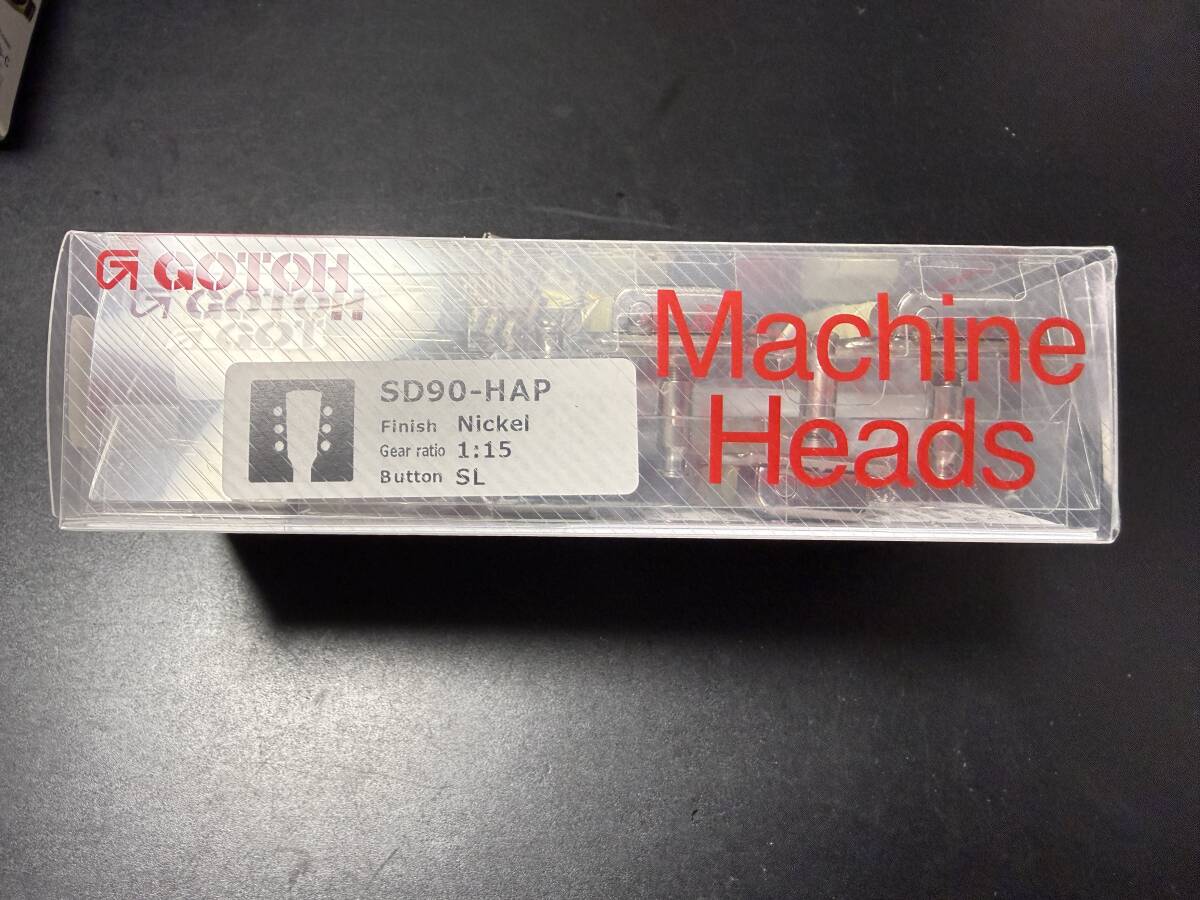 GOTOH
SD90-HAP
Finish Nickel
Gear ratio 1:15
Button SL
Machine
Heads